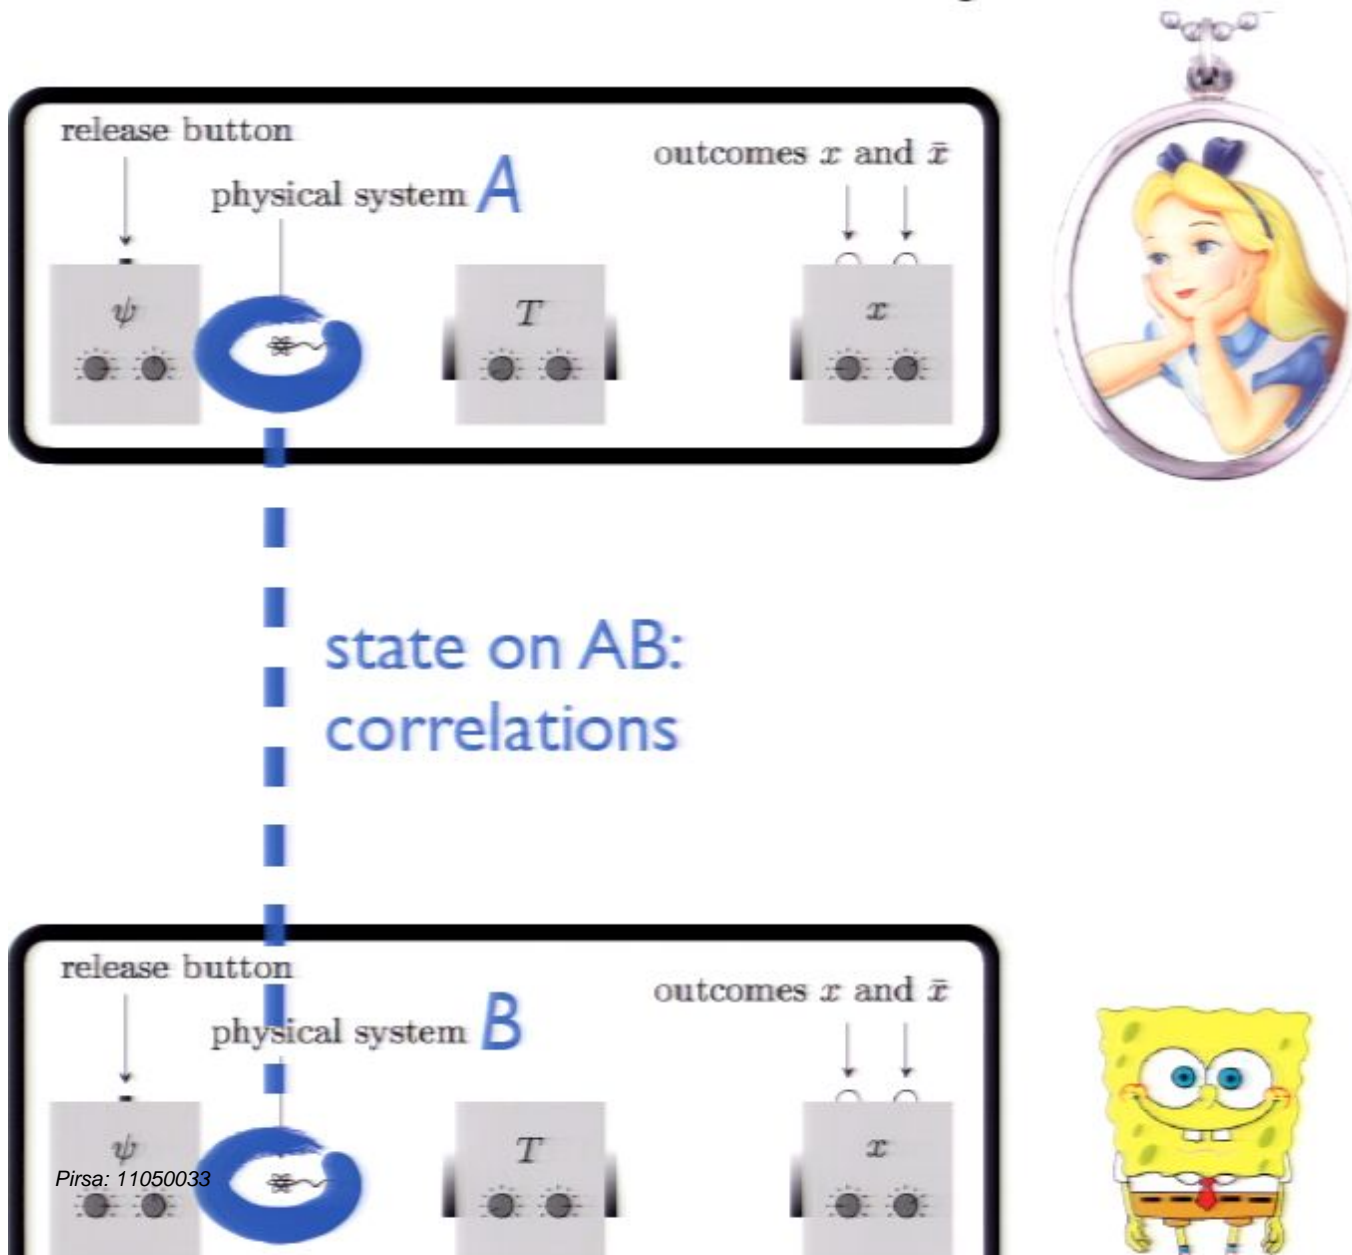 release button
physical system A
outcomes x and x̄
ψ
T
x
state on AB:
correlations
release button
physical system B
outcomes x and x̄
ψ
T
x
Pirsa: 11050033